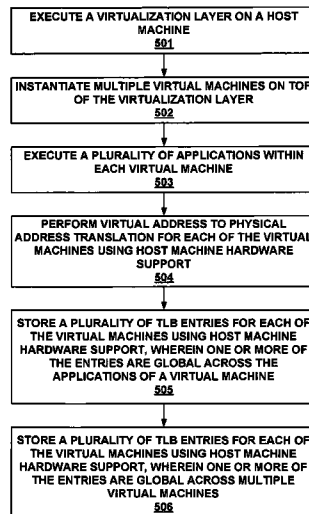 EXECUTE A VIRTUALIZATION LAYER ON A HOST
MACHINE
501
INSTANTIATE MULTIPLE VIRTUAL MACHINES ON TOP
OF THE VIRTUALIZATION LAYER
502
EXECUTE A PLURALITY OF APPLICATIONS WITHIN
EACH VIRTUAL MACHINE
503
PERFORM VIRTUAL ADDRESS TO PHYSICAL
ADDRESS TRANSLATION FOR EACH OF THE VIRTUAL
MACHINES USING HOST MACHINE HARDWARE
SUPPORT
504
STORE A PLURALITY OF TLB ENTRIES FOR EACH OF
THE VIRTUAL MACHINES USING HOST MACHINE
HARDWARE SUPPORT, WHEREIN ONE OR MORE OF
THE ENTRIES ARE GLOBAL ACROSS THE
APPLICATIONS OF A VIRTUAL MACHINE
505
STORE A PLURALITY OF TLB ENTRIES FOR EACH OF
THE VIRTUAL MACHINES USING HOST MACHINE
HARDWARE SUPPORT, WHEREIN ONE OR MORE OF
THE ENTRIES ARE GLOBAL ACROSS MULTIPLE
VIRTUAL MACHINES
506